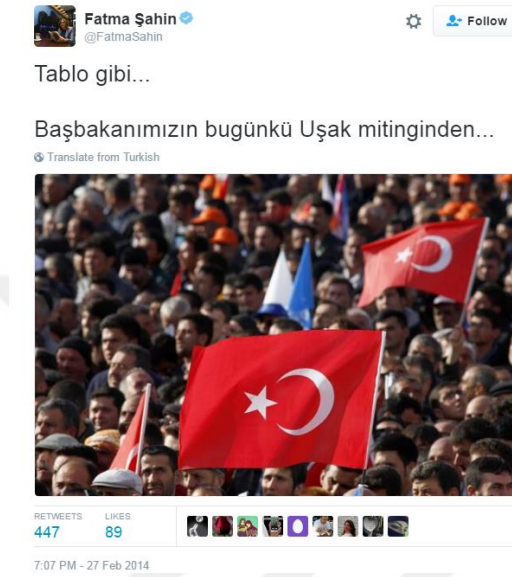 Fatma Şahin
@FatmaSahin
Follow
Tablo gibi...
Başbakanımızın bugünkü Uşak mitinginden...
Translate from Turkish
RETWEETS LIKES
447 89
7:07 PM - 27 Feb 2014